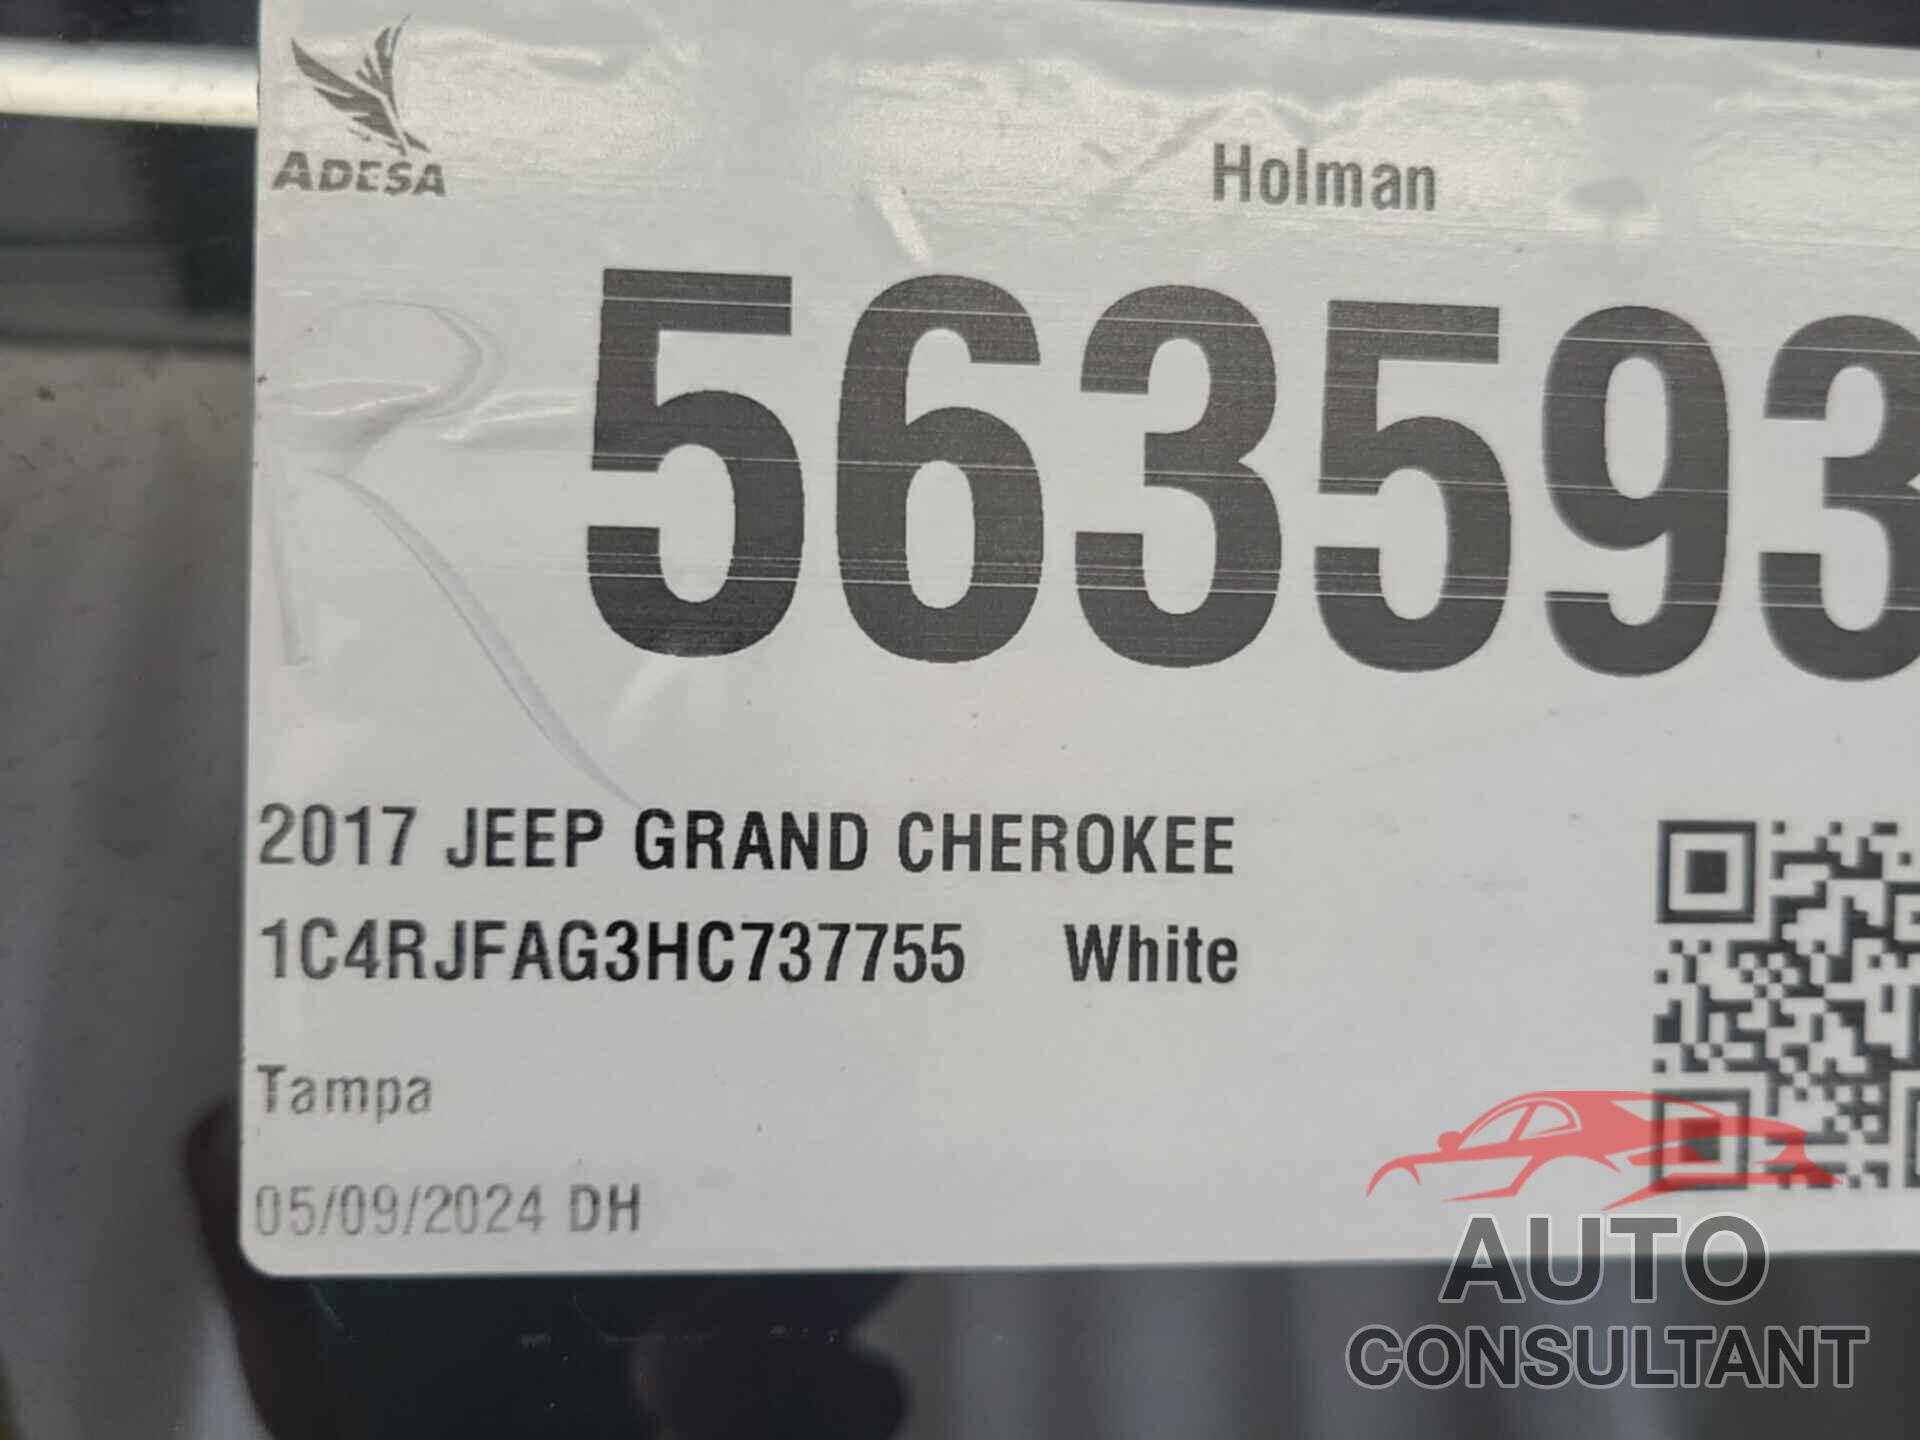 ADESA
Holman
563593
2017 JEEP GRAND CHEROKEE
1C4RJFAG3HC737755 White
Tampa
05/09/2024 DH
AUTO
CONSULTANT